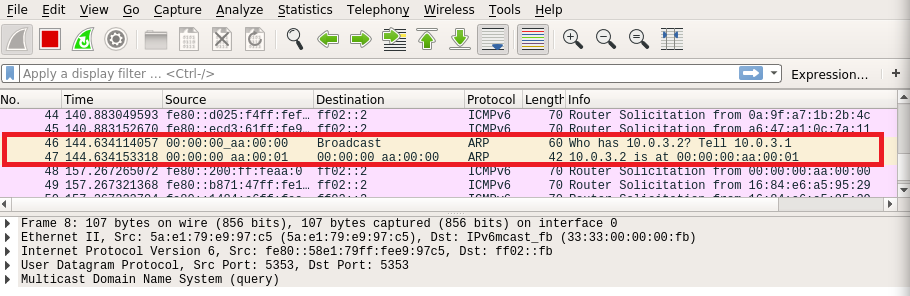 File Edit View Go Capture Analyze Statistics Telephony Wireless Tools Help
Apply a display filter ... <Ctrl-/> Expression... +
No. Time Source Destination Protocol Length Info
44 140.883049593 fe80::d025:f4ff:fef… ff02::2 ICMPv6 70 Router Solicitation from 0a:9f:a7:1b:2b:4c
45 140.883152670 fe80::ecd3:61ff:fe9… ff02::2 ICMPv6 70 Router Solicitation from a6:47:a1:0c:7a:11
46 144.634114057 00:00:00_aa:00:00 Broadcast ARP 60 Who has 10.0.3.2? Tell 10.0.3.1
47 144.634153318 00:00:00_aa:00:01 00:00:00_aa:00:00 ARP 42 10.0.3.2 is at 00:00:00:aa:00:01
48 157.267265072 fe80::200:ff:feaa:0 ff02::2 ICMPv6 70 Router Solicitation from 00:00:00:aa:00:00
49 157.267321368 fe80::b871:47ff:fe1… ff02::2 ICMPv6 70 Router Solicitation from 16:84:e6:a5:95:29
Frame 8: 107 bytes on wire (856 bits), 107 bytes captured (856 bits) on interface 0
Ethernet II, Src: 5a:e1:79:e9:97:c5 (5a:e1:79:e9:97:c5), Dst: IPv6mcast_fb (33:33:00:00:00:fb)
Internet Protocol Version 6, Src: fe80::58e1:79ff:fee9:97c5, Dst: ff02::fb
User Datagram Protocol, Src Port: 5353, Dst Port: 5353
Multicast Domain Name System (query)